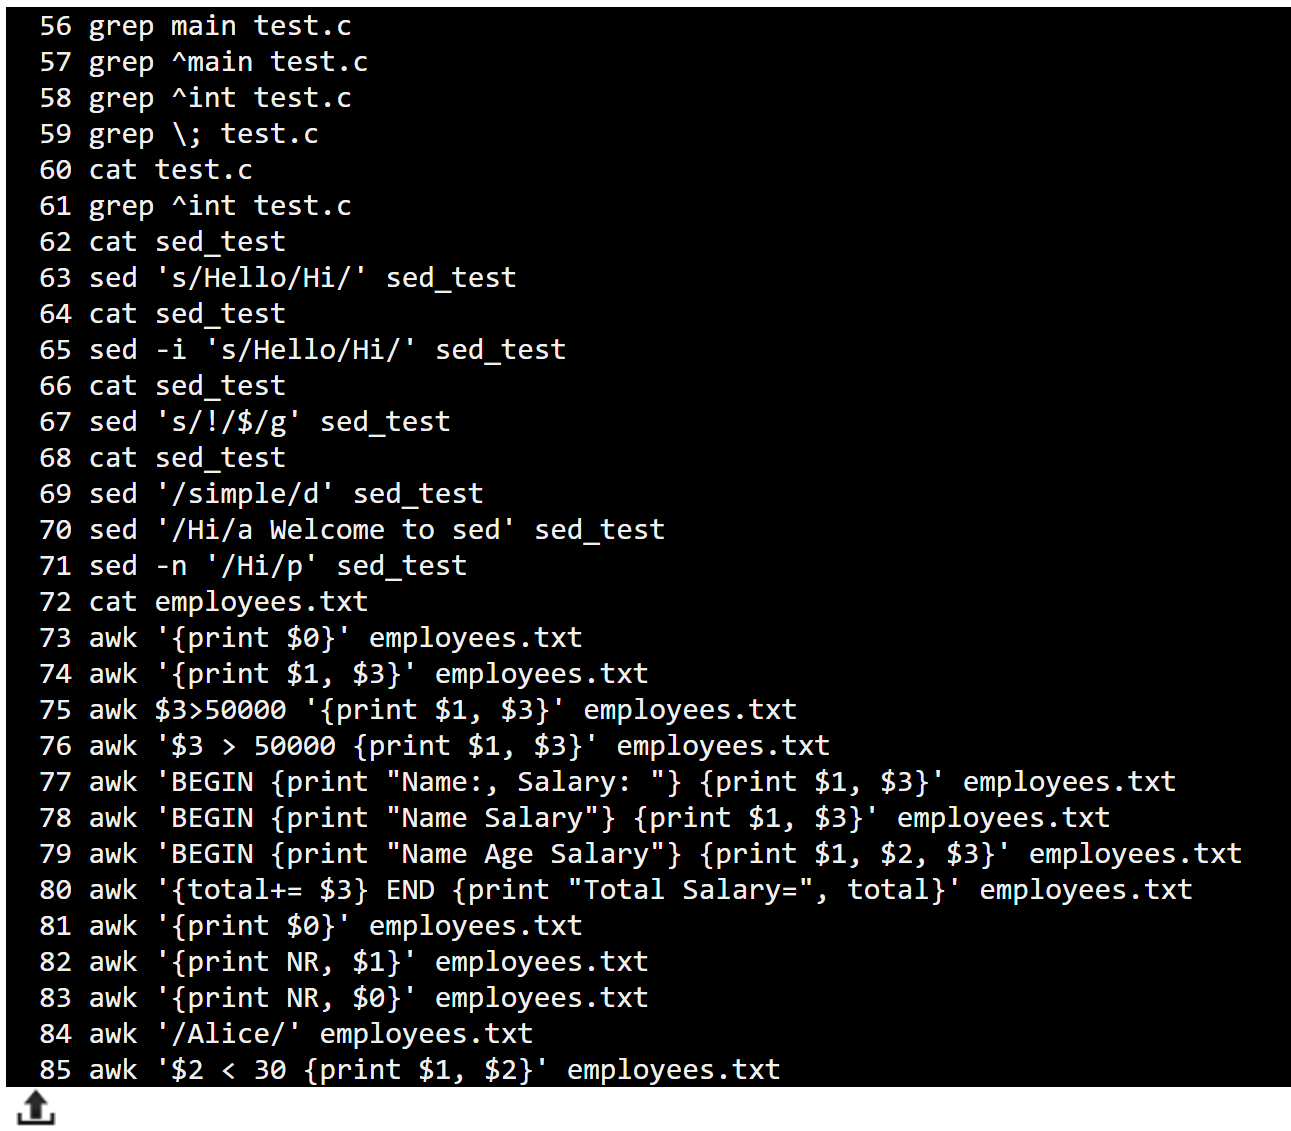 56 grep main test.c
57 grep ^main test.c
58 grep ^int test.c
59 grep \; test.c
60 cat test.c
61 grep ^int test.c
62 cat sed_test
63 sed 's/Hello/Hi/' sed_test
64 cat sed_test
65 sed -i 's/Hello/Hi/' sed_test
66 cat sed_test
67 sed 's/!/$/g' sed_test
68 cat sed_test
69 sed '/simple/d' sed_test
70 sed '/Hi/a Welcome to sed' sed_test
71 sed -n '/Hi/p' sed_test
72 cat employees.txt
73 awk '{print $0}' employees.txt
74 awk '{print $1, $3}' employees.txt
75 awk $3>50000 '{print $1, $3}' employees.txt
76 awk '$3 > 50000 {print $1, $3}' employees.txt
77 awk 'BEGIN {print "Name:, Salary: "} {print $1, $3}' employees.txt
78 awk 'BEGIN {print "Name Salary"} {print $1, $3}' employees.txt
79 awk 'BEGIN {print "Name Age Salary"} {print $1, $2, $3}' employees.txt
80 awk '{total+= $3} END {print "Total Salary=", total}' employees.txt
81 awk '{print $0}' employees.txt
82 awk '{print NR, $1}' employees.txt
83 awk '{print NR, $0}' employees.txt
84 awk '/Alice/' employees.txt
85 awk '$2 < 30 {print $1, $2}' employees.txt